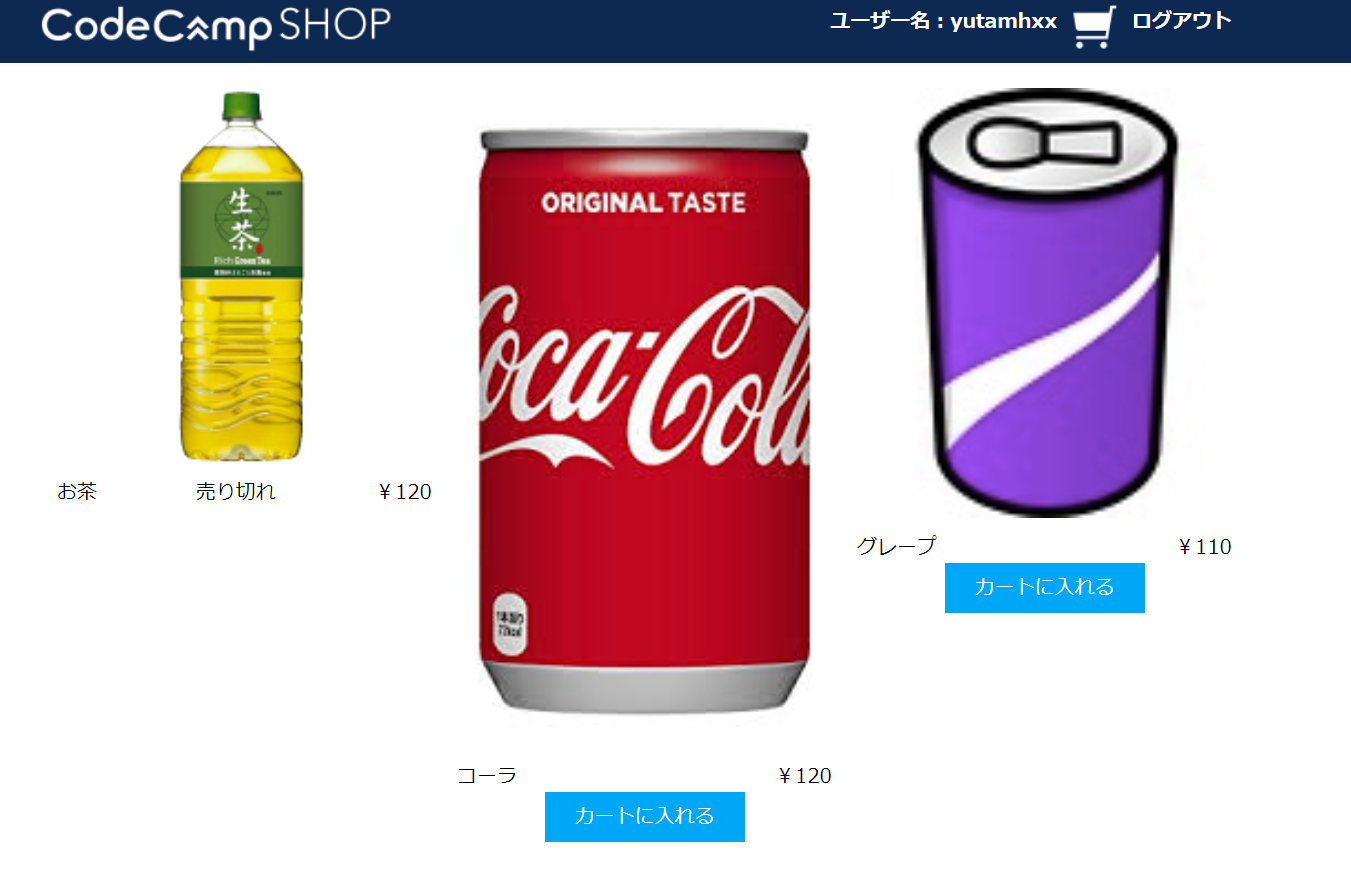 CodeCamp SHOP
ユーザー名：yutamhxx
ログアウト
生茶
Rich Green Tea
お茶 売り切れ ￥120
ORIGINAL TASTE
Coca-Cola
コーラ ￥120
カートに入れる
グレープ ￥110
カートに入れる